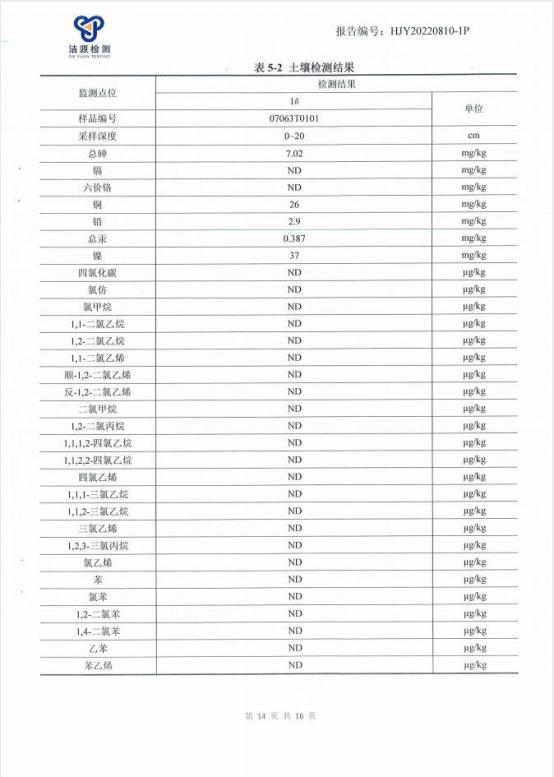 洁源检测
JIE YUAN TESTING
报告编号：HJY20220810-1P
表 5-2 土壤检测结果
监测点位 检测结果 单位
1#
样品编号 07063T0101
采样深度 0~20 cm
总砷 7.02 mg/kg
镉 ND mg/kg
六价铬 ND mg/kg
铜 26 mg/kg
铅 2.9 mg/kg
总汞 0.387 mg/kg
镍 37 mg/kg
四氯化碳 ND μg/kg
氯仿 ND μg/kg
氯甲烷 ND μg/kg
1,1-二氯乙烷 ND μg/kg
1,2-二氯乙烷 ND μg/kg
1,1-二氯乙烯 ND μg/kg
顺-1,2-二氯乙烯 ND μg/kg
反-1,2-二氯乙烯 ND μg/kg
二氯甲烷 ND μg/kg
1,2-二氯丙烷 ND μg/kg
1,1,1,2-四氯乙烷 ND μg/kg
1,1,2,2-四氯乙烷 ND μg/kg
四氯乙烯 ND μg/kg
1,1,1-三氯乙烷 ND μg/kg
1,1,2-三氯乙烷 ND μg/kg
三氯乙烯 ND μg/kg
1,2,3-三氯丙烷 ND μg/kg
氯乙烯 ND μg/kg
苯 ND μg/kg
氯苯 ND μg/kg
1,2-二氯苯 ND μg/kg
1,4-二氯苯 ND μg/kg
乙苯 ND μg/kg
苯乙烯 ND μg/kg
第 14 页 共 16 页